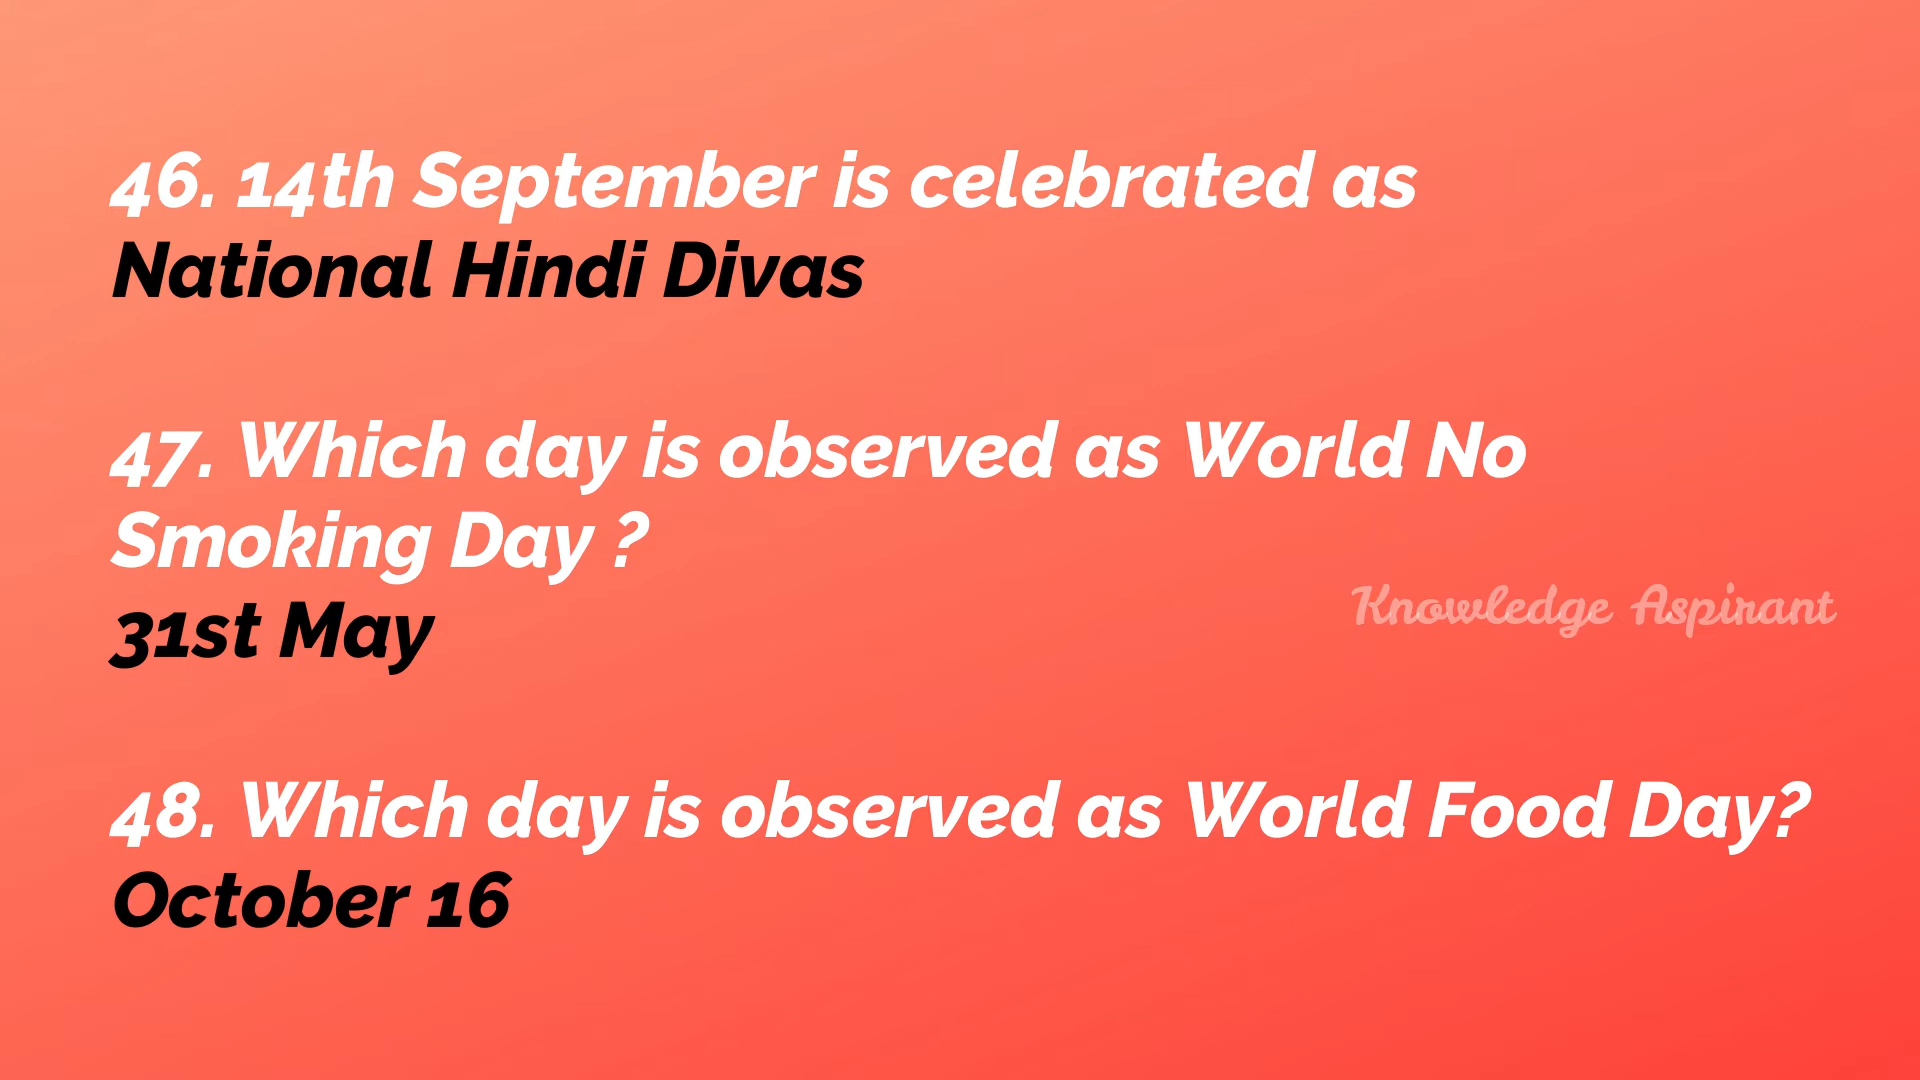 46. 14th September is celebrated as
National Hindi Divas
47. Which day is observed as World No
Smoking Day ?
31st May
Knowledge Aspirant
48. Which day is observed as World Food Day?
October 16